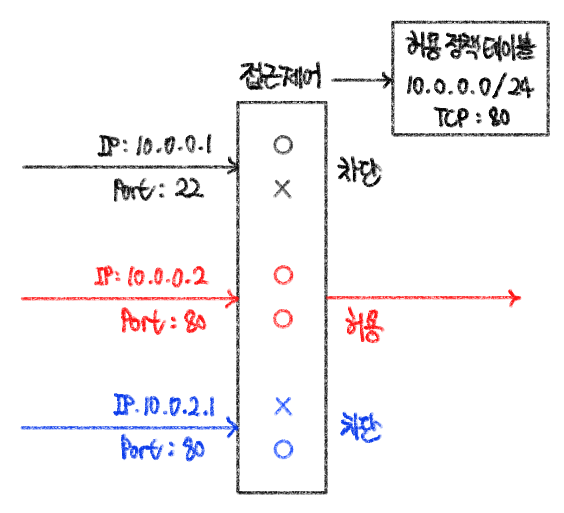 허용 정책 테이블
10.0.0.0/24
TCP : 80
접근제어
IP: 10.0.0.1
Port : 22
O
X
차단
IP: 10.0.0.2
Port : 80
O
O
허용
IP. 10.0.2.1
Port : 80
X
O
차단